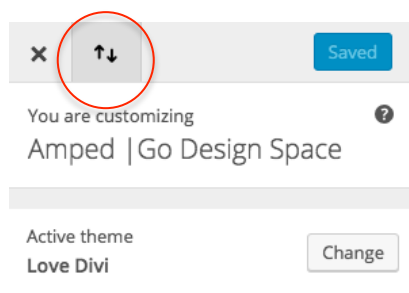 Saved
You are customizing
Amped |Go Design Space
Active theme
Love Divi
Change